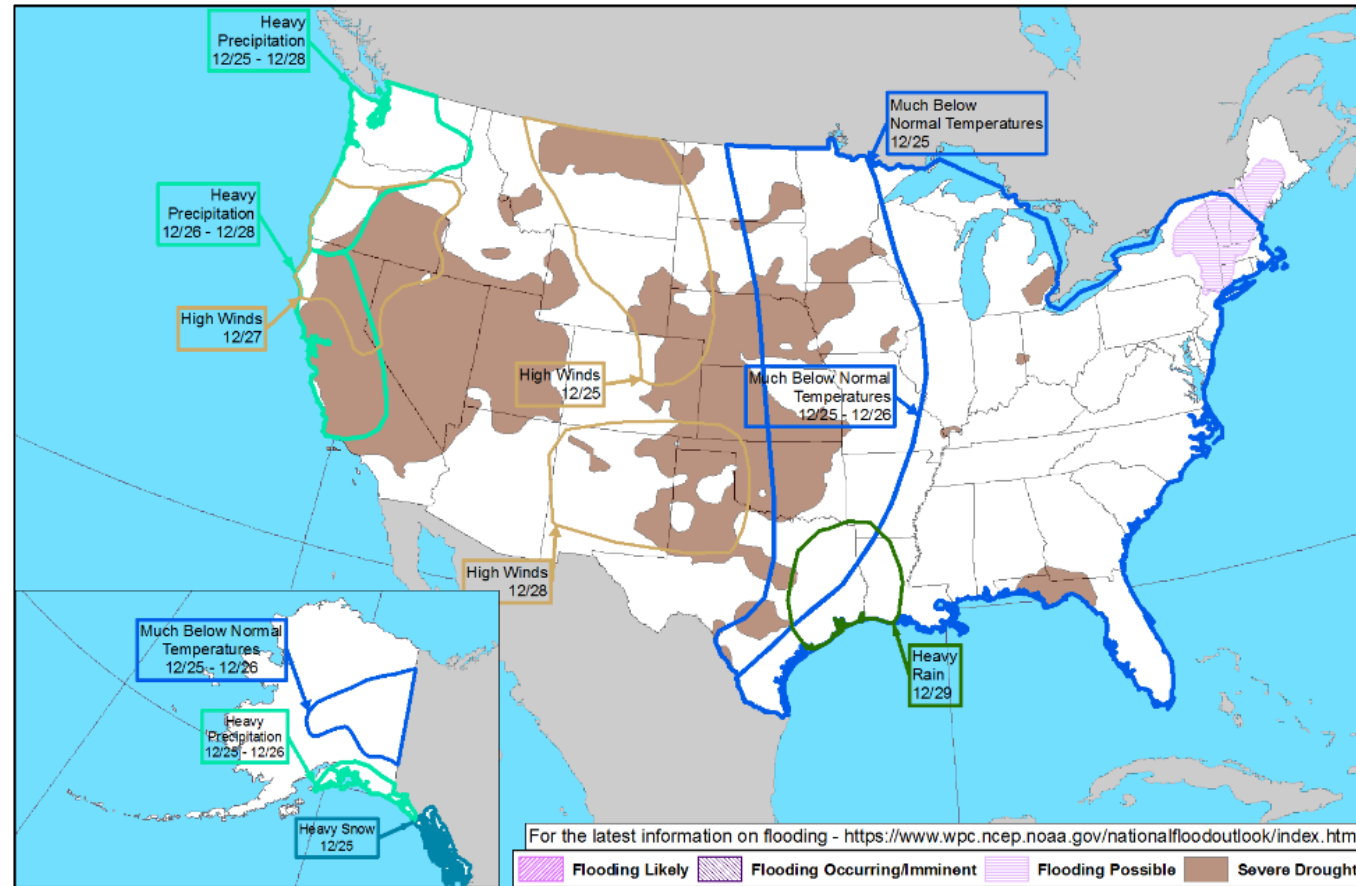 Heavy
Precipitation
12/25 - 12/28
Much Below
Normal Temperatures
12/25
Heavy
Precipitation
12/26 - 12/28
High Winds
12/27
High Winds
12/25
Much Below Normal
Temperatures
12/25 - 12/26
High Winds
12/28
Heavy
Rain
12/29
Much Below Normal
Temperatures
12/25 - 12/26
Heavy
Precipitation
12/25 - 12/26
Heavy Snow
12/25
For the latest information on flooding - https://www.wpc.ncep.noaa.gov/nationalfloodoutlook/index.htm
Flooding Likely Flooding Occurring/Imminent Flooding Possible Severe Drought